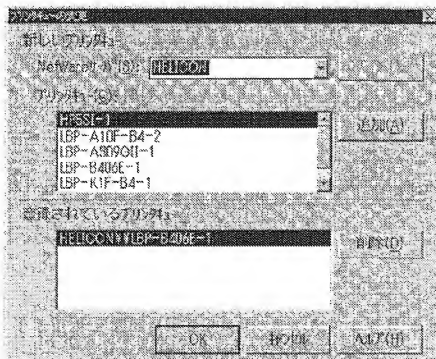 プリンタキューの変更
新しいプリンタキュー
NetWareサーバ(S): HELICON
プリンタキュー(Q):
HP5SI-1
LBP-A10F-B4-2
追加(A)
LBP-A309GII-1
LBP-B406E-1
LBP-K1F-B4-1
登録されているプリンタキュー
HELICON¥¥LBP-B406E-1
削除(D)
OK
キャンセル
ヘルプ(H)